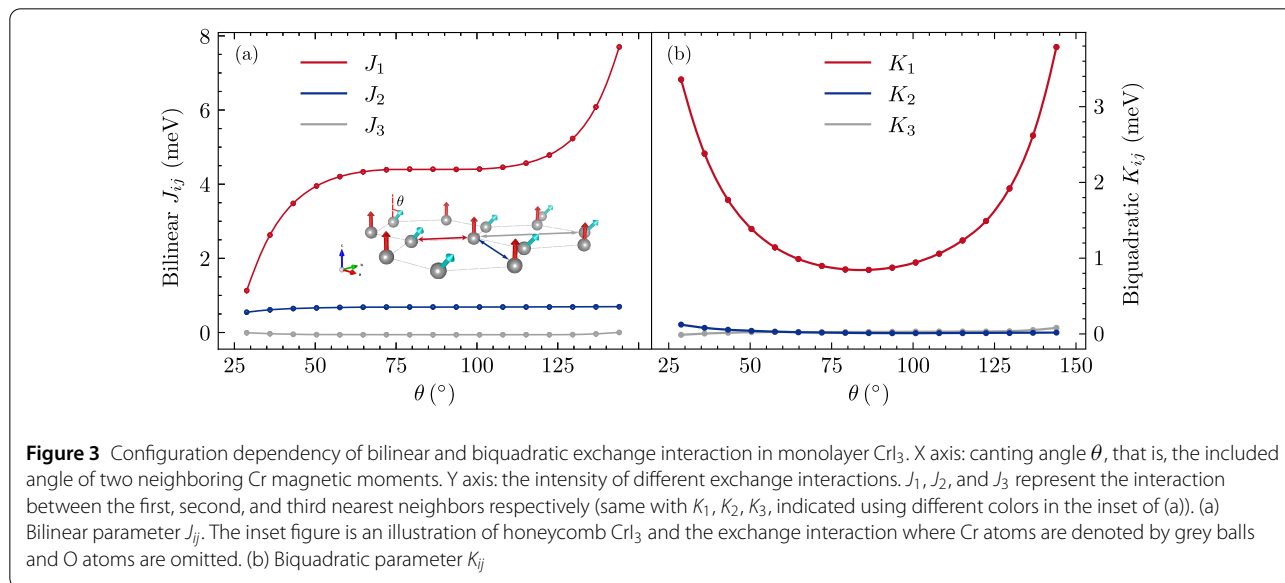 (a)
J₁
J₂
J₃
Bilinear Jᵢⱼ (meV)
8
6
4
2
0
25 50 75 100 125
θ (°)
θ
(b)
K₁
K₂
K₃
Biquadratic Kᵢⱼ (meV)
3
2
1
0
25 50 75 100 125 150
θ (°)
Figure 3 Configuration dependency of bilinear and biquadratic exchange interaction in monolayer CrI₃. X axis: canting angle θ, that is, the included
angle of two neighboring Cr magnetic moments. Y axis: the intensity of different exchange interactions. J₁, J₂, and J₃ represent the interaction
between the first, second, and third nearest neighbors respectively (same with K₁, K₂, K₃, indicated using different colors in the inset of (a)). (a)
Bilinear parameter Jᵢⱼ. The inset figure is an illustration of honeycomb CrI₃ and the exchange interaction where Cr atoms are denoted by grey balls
and O atoms are omitted. (b) Biquadratic parameter Kᵢⱼ